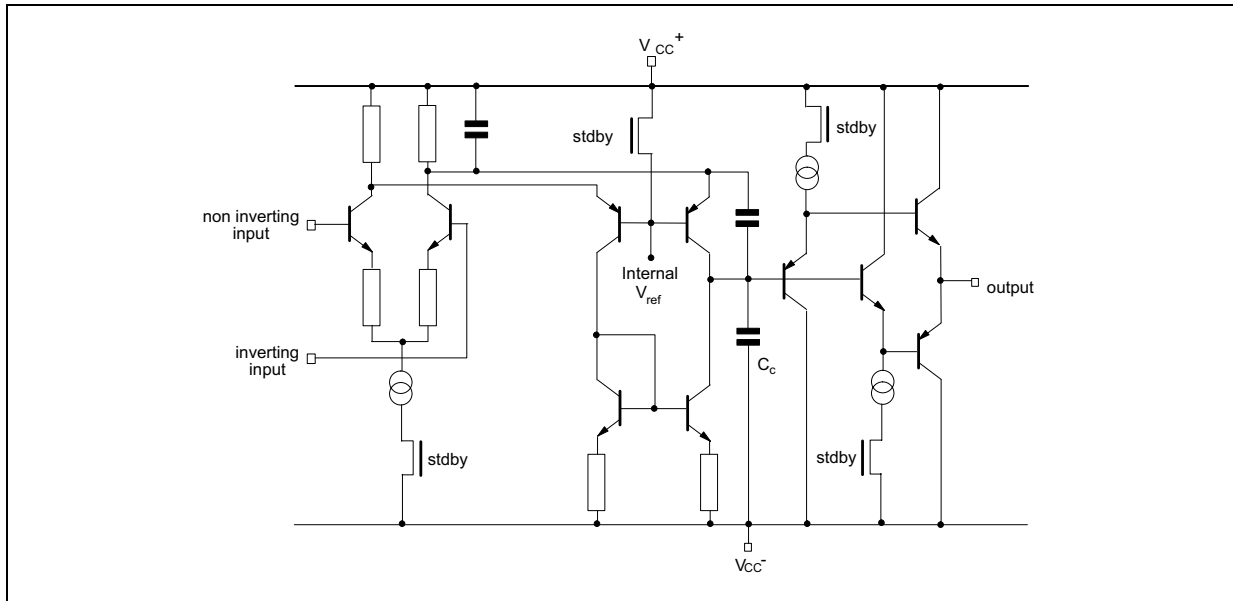 V CC +
stdby
stdby
non inverting
input
Internal
Vref
output
inverting
input
Cc
stdby
stdby
VCC-